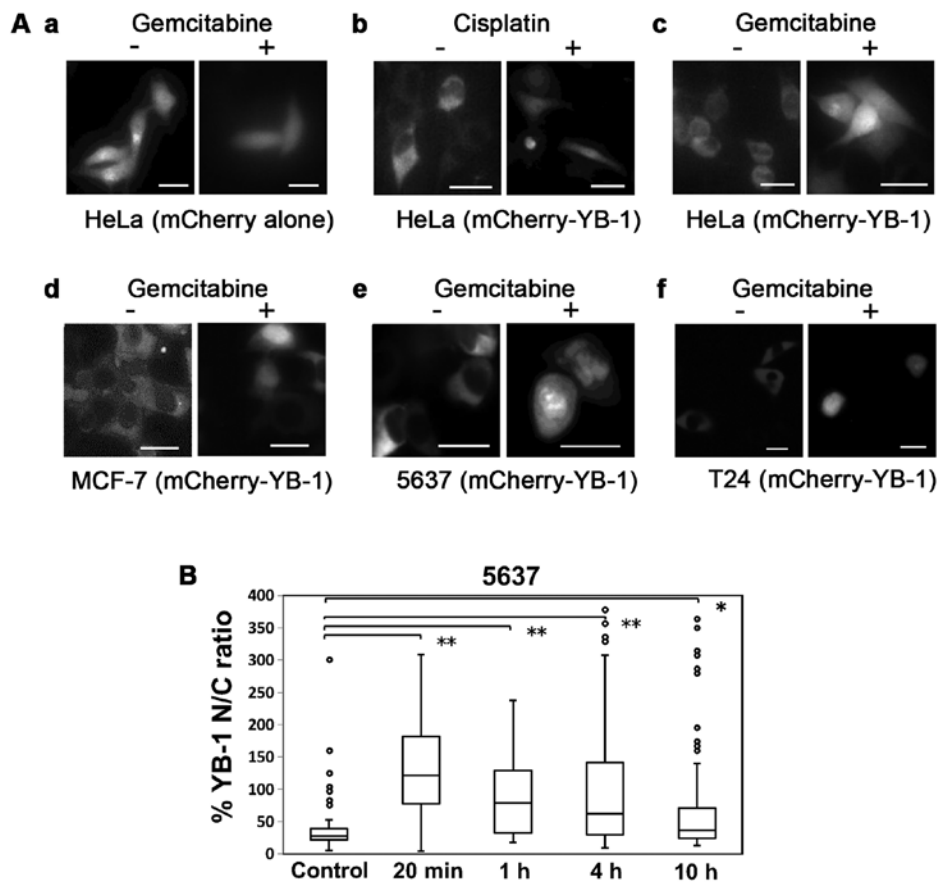 A a Gemcitabine b Cisplatin c Gemcitabine
- + - + - +
HeLa (mCherry alone) HeLa (mCherry-YB-1) HeLa (mCherry-YB-1)
d Gemcitabine e Gemcitabine f Gemcitabine
- + - + - +
MCF-7 (mCherry-YB-1) 5637 (mCherry-YB-1) T24 (mCherry-YB-1)
B 5637
% YB-1 N/C ratio
400
350
300
250
200
150
100
50
0
** ** ** *
Control 20 min 1 h 4 h 10 h